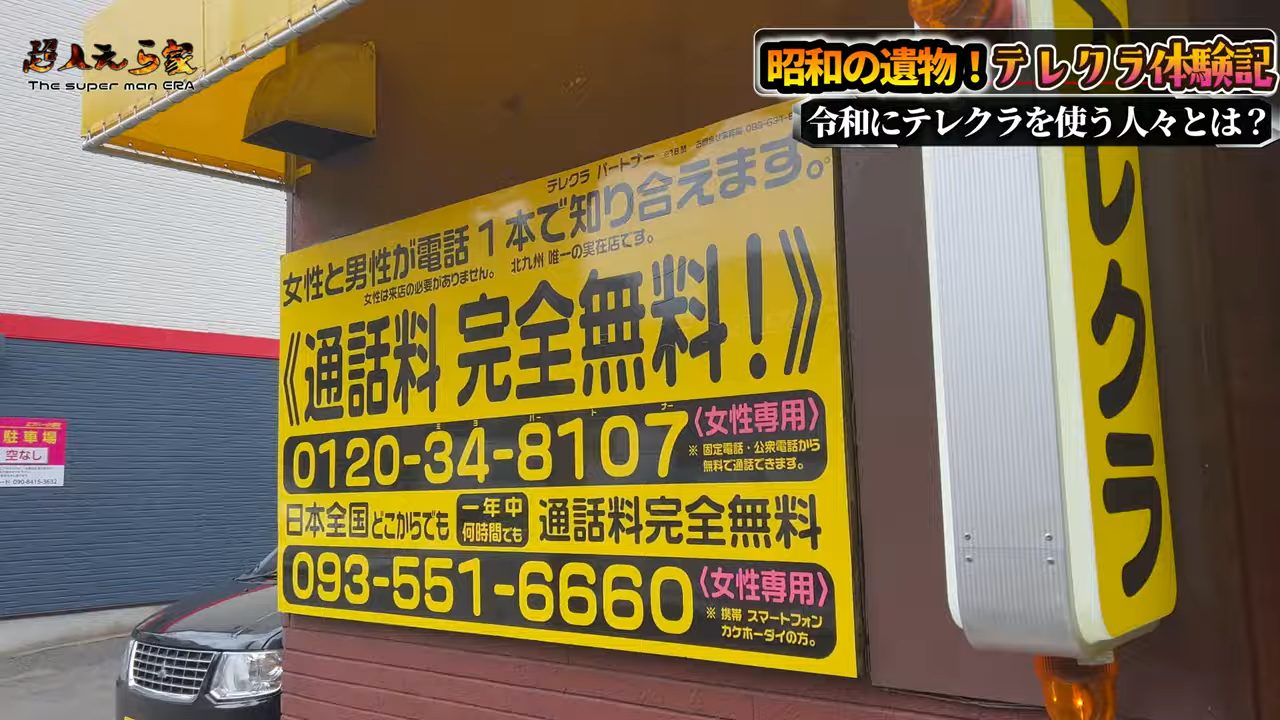 超人えら家
The super man ERA
昭和の遺物！テレクラ体験記
令和にテレクラを使う人々とは？
テレクラ パートナー
女性と男性が電話1本で知り合えます。
女性は来店の必要がありません。 北九州 唯一の実在店です。
《通話料 完全無料！》
0120-34-8107
〈女性専用〉
※ 固定電話・公衆電話から
無料で通話できます。
日本全国 どこからでも
一年中
何時間でも
通話料完全無料
093-551-6660
〈女性専用〉
※ 携帯 スマートフォン
カケホーダイの方。
レクラ
駐車場
空なし
090-8415-3632